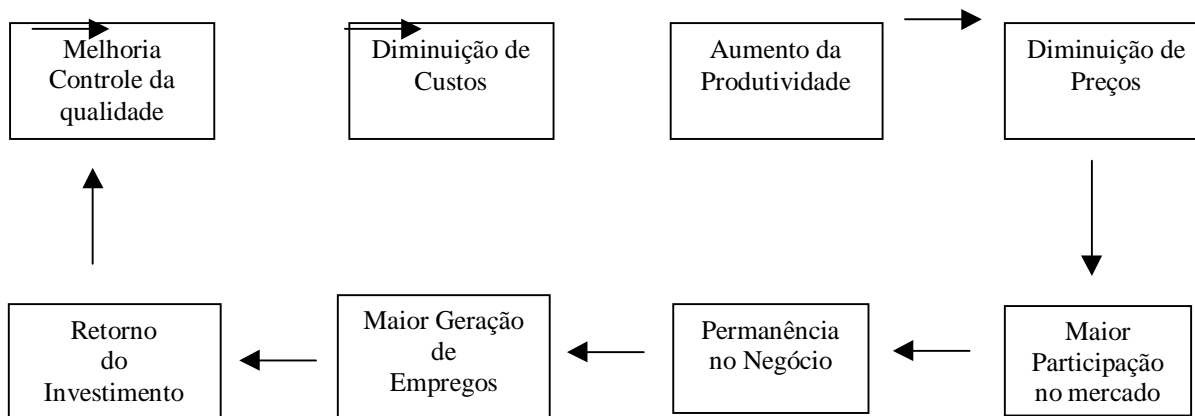 Melhoria
Controle da
qualidade
Diminuição de
Custos
Aumento da
Produtividade
Diminuição de
Preços
Retorno
do
Investimento
Maior Geração
de
Empregos
Permanência
no Negócio
Maior
Participação
no mercado